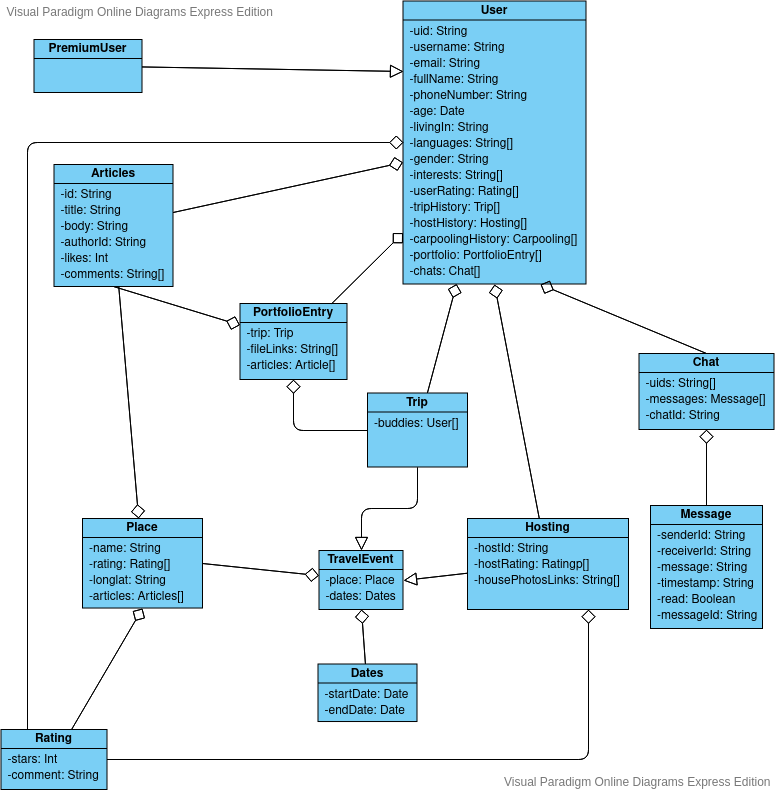 Visual Paradigm Online Diagrams Express Edition
User
-uid: String
-username: String
-email: String
-fullName: String
-phoneNumber: String
-age: Date
-livingIn: String
-languages: String[]
-gender: String
-interests: String[]
-userRating: Rating[]
-tripHistory: Trip[]
-hostHistory: Hosting[]
-carpoolingHistory: Carpooling[]
-portfolio: PortfolioEntry[]
-chats: Chat[]
PremiumUser
Articles
-id: String
-title: String
-body: String
-authorId: String
-likes: Int
-comments: String[]
PortfolioEntry
-trip: Trip
-fileLinks: String[]
-articles: Article[]
Trip
-buddies: User[]
Chat
-uids: String[]
-messages: Message[]
-chatId: String
Place
-name: String
-rating: Rating[]
-longlat: String
-articles: Articles[]
TravelEvent
-place: Place
-dates: Dates
Hosting
-hostId: String
-hostRating: Ratingp[]
-housePhotosLinks: String[]
Message
-senderId: String
-receiverId: String
-message: String
-timestamp: String
-read: Boolean
-messageId: String
Dates
-startDate: Date
-endDate: Date
Rating
-stars: Int
-comment: String
Visual Paradigm Online Diagrams Express Edition